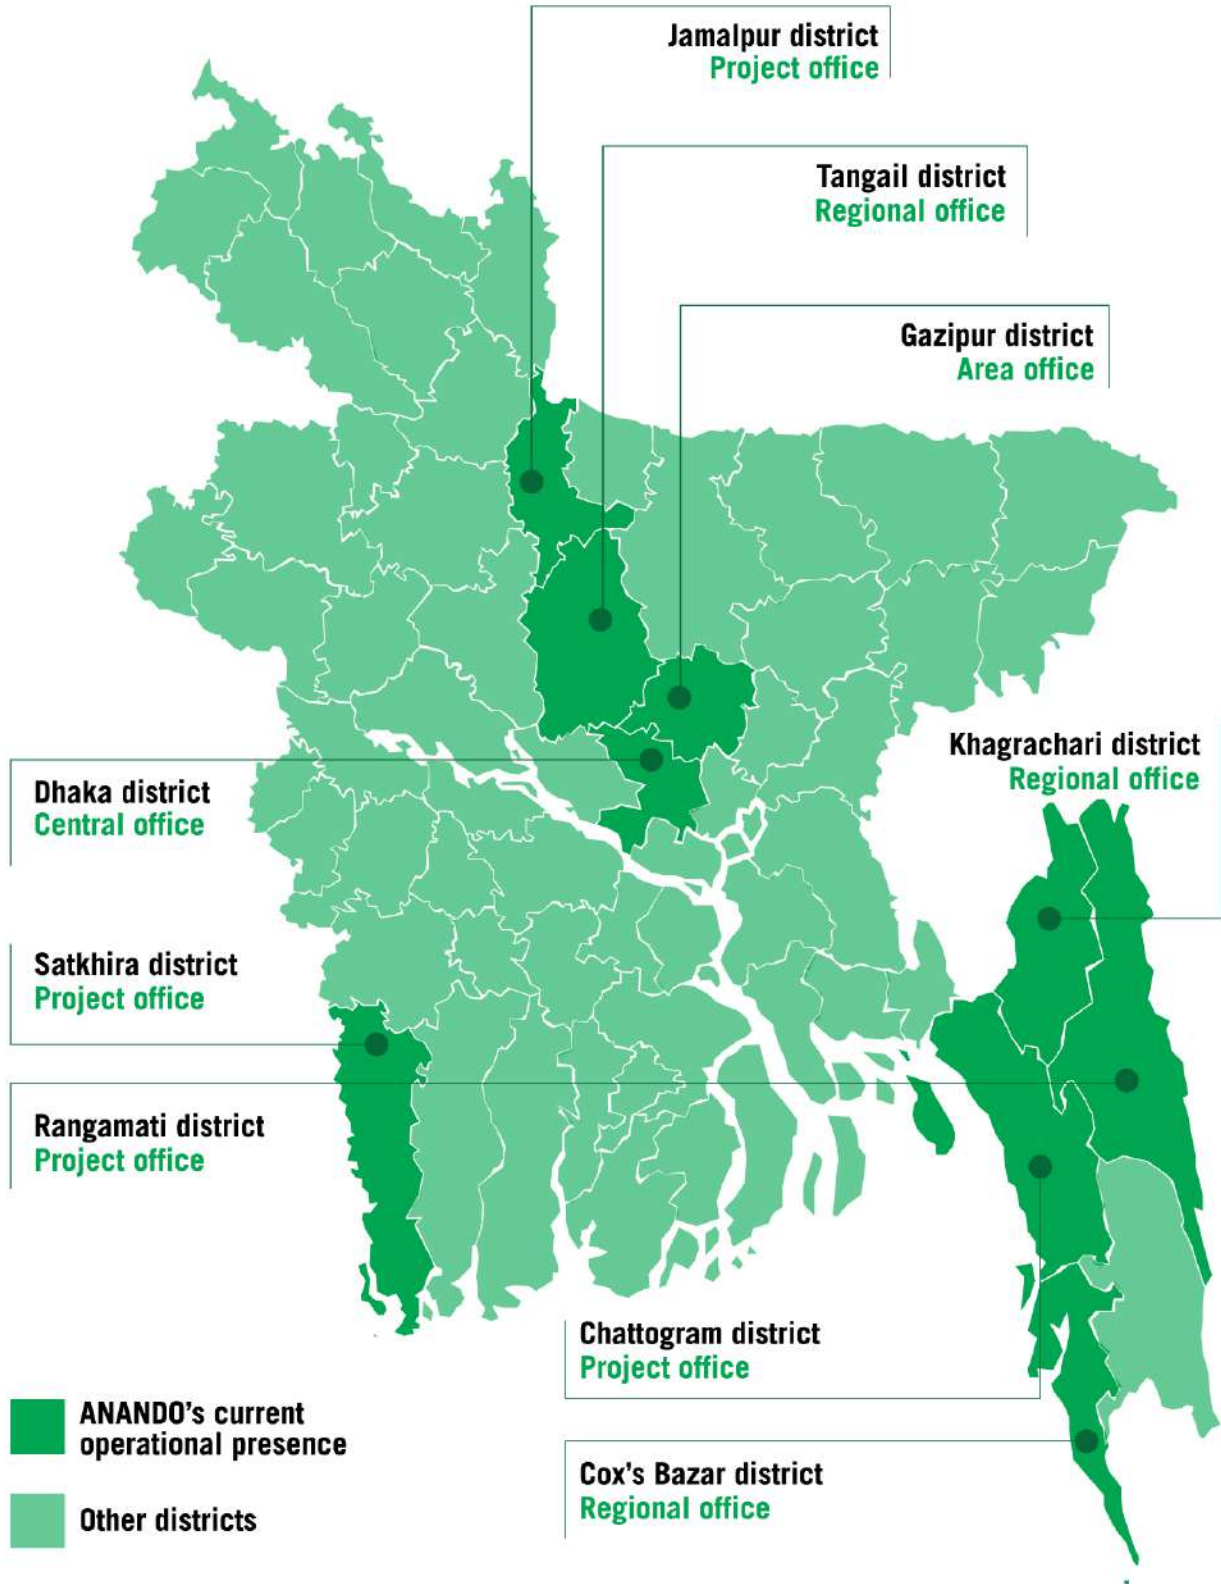 Jamalpur district
Project office
Tangail district
Regional office
Gazipur district
Area office
Khagrachari district
Regional office
Dhaka district
Central office
Satkhira district
Project office
Rangamati district
Project office
Chattogram district
Project office
Cox's Bazar district
Regional office
ANANDO's current
operational presence
Other districts